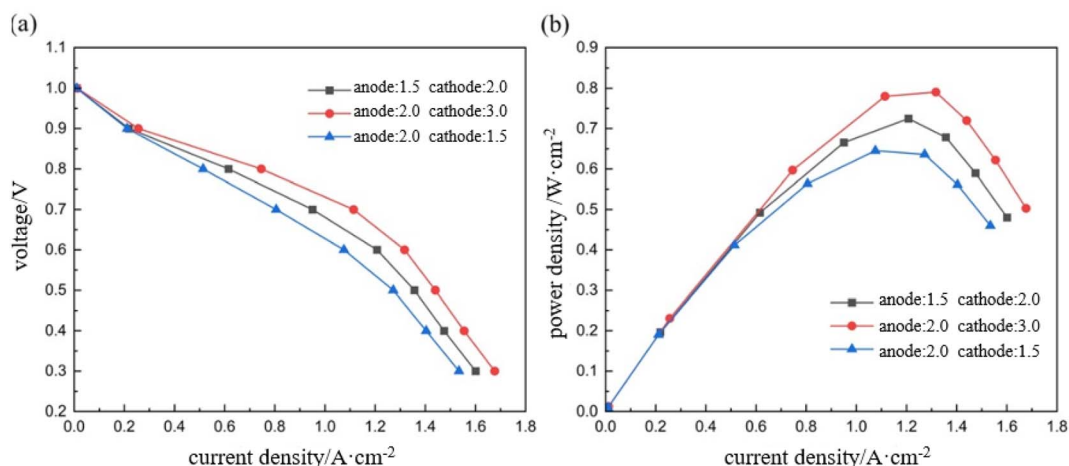 (a)
voltage/V
1.1
1.0
0.9
0.8
0.7
0.6
0.5
0.4
0.3
0.2
anode:1.5 cathode:2.0
anode:2.0 cathode:3.0
anode:2.0 cathode:1.5
0.0 0.2 0.4 0.6 0.8 1.0 1.2 1.4 1.6 1.8
current density/A·cm⁻²
(b)
power density /W·cm⁻²
0.9
0.8
0.7
0.6
0.5
0.4
0.3
0.2
0.1
0.0
anode:1.5 cathode:2.0
anode:2.0 cathode:3.0
anode:2.0 cathode:1.5
0.0 0.2 0.4 0.6 0.8 1.0 1.2 1.4 1.6 1.8
current density/A·cm⁻²